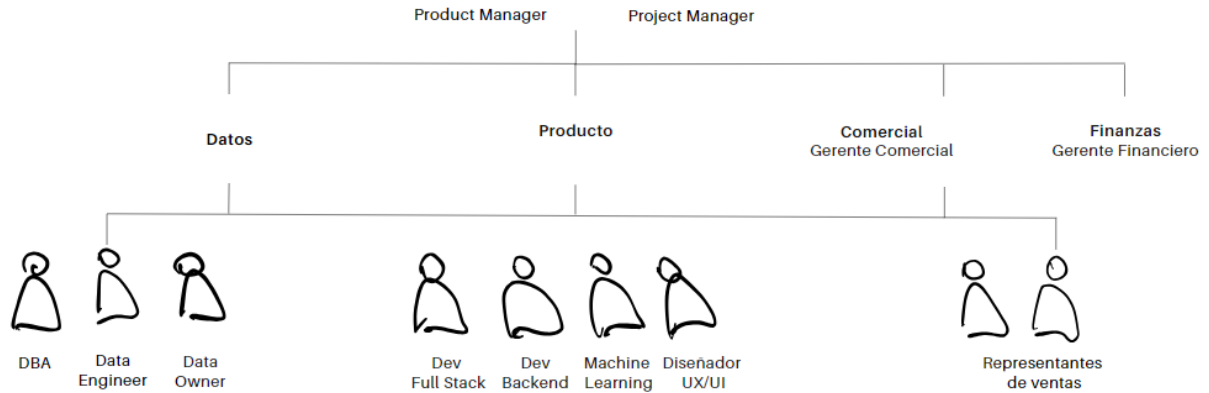 Product Manager
Project Manager
Datos
Producto
Comercial
Gerente Comercial
Finanzas
Gerente Financiero
DBA
Data
Engineer
Data
Owner
Dev
Full Stack
Dev
Backend
Machine
Learning
Diseñador
UX/UI
Representantes
de ventas